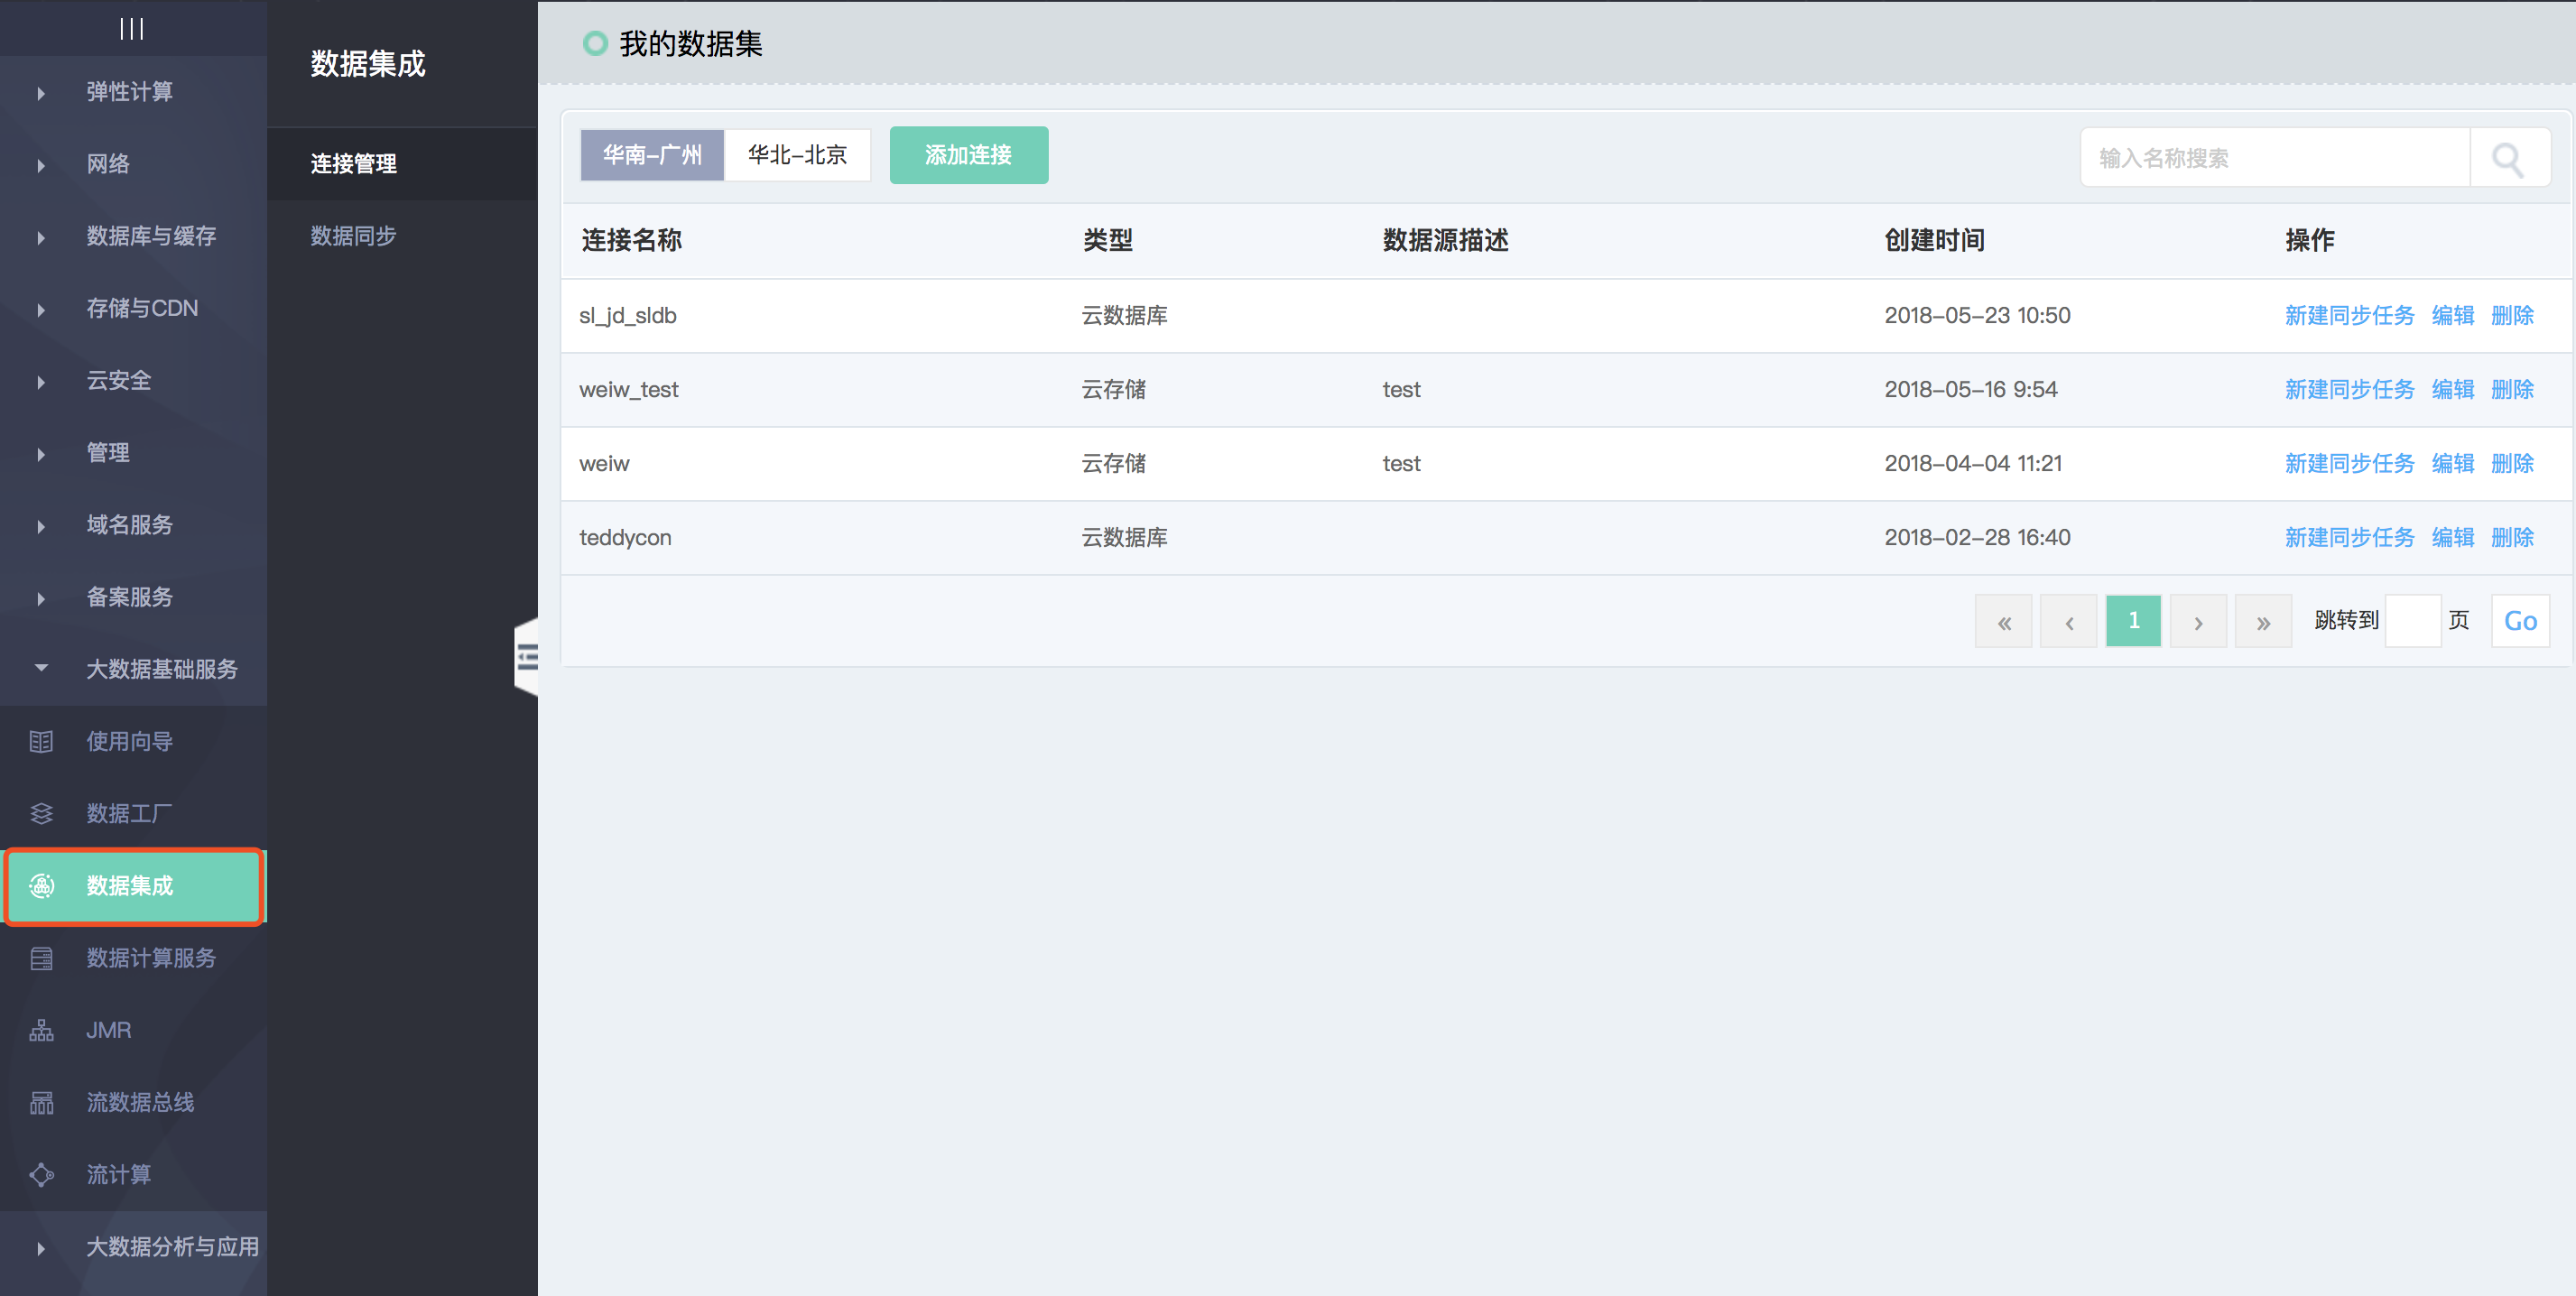 弹性计算
网络
数据库与缓存
存储与CDN
云安全
管理
域名服务
备案服务
大数据基础服务
使用向导
数据工厂
数据集成
数据计算服务
JMR
流数据总线
流计算
大数据分析与应用
数据集成
连接管理
数据同步
我的数据集
华南-广州 华北-北京 添加连接 输入名称搜索
连接名称 类型 数据源描述 创建时间 操作
sl_jd_sldb 云数据库 2018-05-23 10:50 新建同步任务 编辑 删除
weiw_test 云存储 test 2018-05-16 9:54 新建同步任务 编辑 删除
weiw 云存储 test 2018-04-04 11:21 新建同步任务 编辑 删除
teddycon 云数据库 2018-02-28 16:40 新建同步任务 编辑 删除
« ‹ 1 › » 跳转到 页 Go